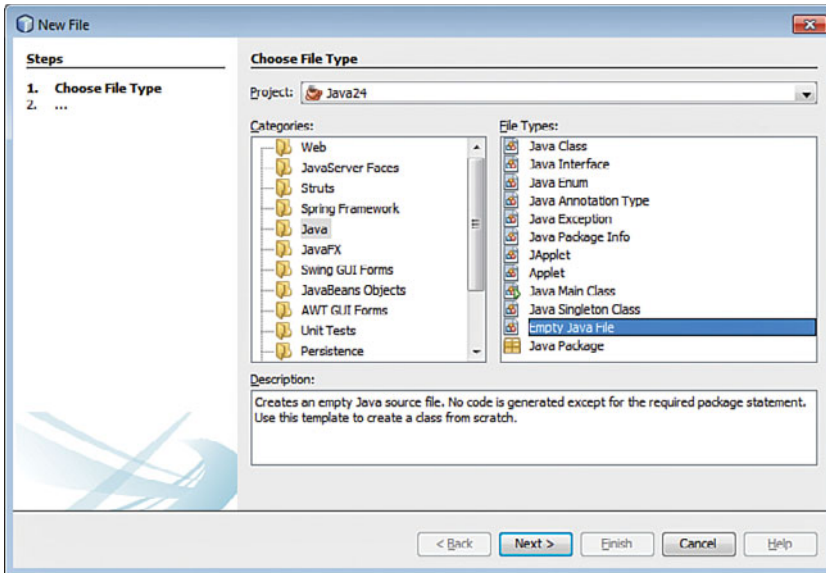 New File
Steps
1. Choose File Type
2. ...
Choose File Type
Project: Java24
Categories:
Web
JavaServer Faces
Struts
Spring Framework
Java
JavaFX
Swing GUI Forms
JavaBeans Objects
AWT GUI Forms
Unit Tests
Persistence
File Types:
Java Class
Java Interface
Java Enum
Java Annotation Type
Java Exception
Java Package Info
JApplet
Applet
Java Main Class
Java Singleton Class
Empty Java File
Java Package
Description:
Creates an empty Java source file. No code is generated except for the required package statement.
Use this template to create a class from scratch.
< Back Next > Finish Cancel Help